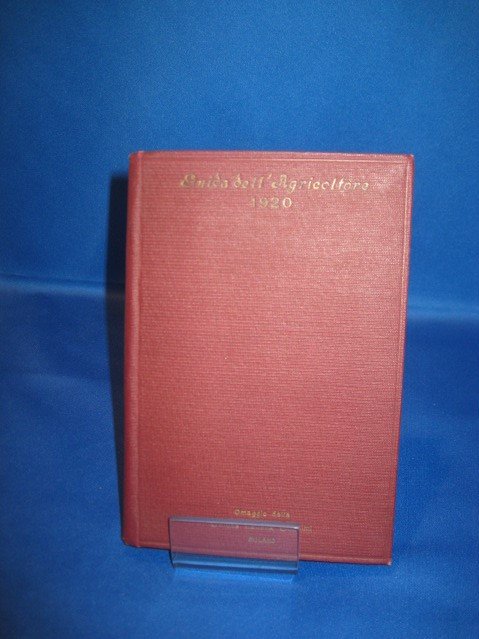 Guida dell'Agricoltore
1920
Omaggio della
MILANO